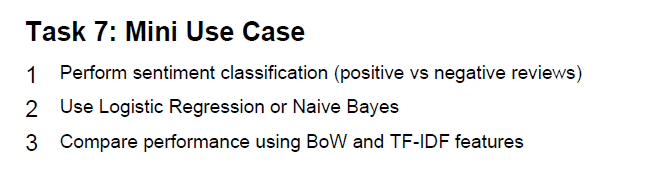 Task 7: Mini Use Case
1 Perform sentiment classification (positive vs negative reviews)
2 Use Logistic Regression or Naive Bayes
3 Compare performance using BoW and TF-IDF features